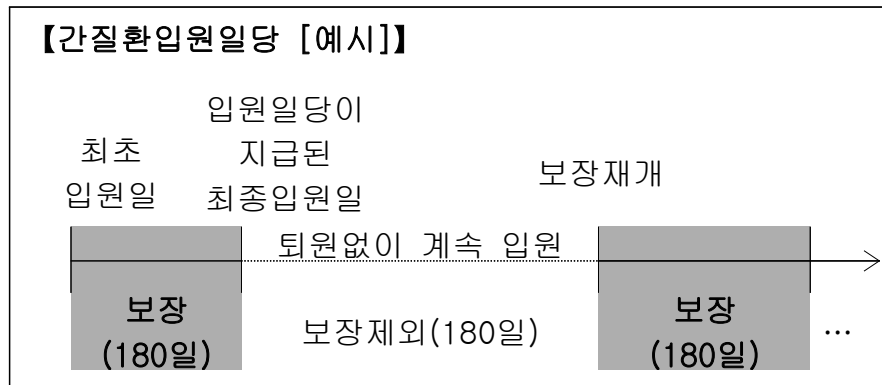 【간질환입원일당 [예시]】
최초
입원일
입원일당이
지급된
최종입원일
보장재개
퇴원없이 계속 입원
보장
(180일)
보장제외(180일)
보장
(180일)
…